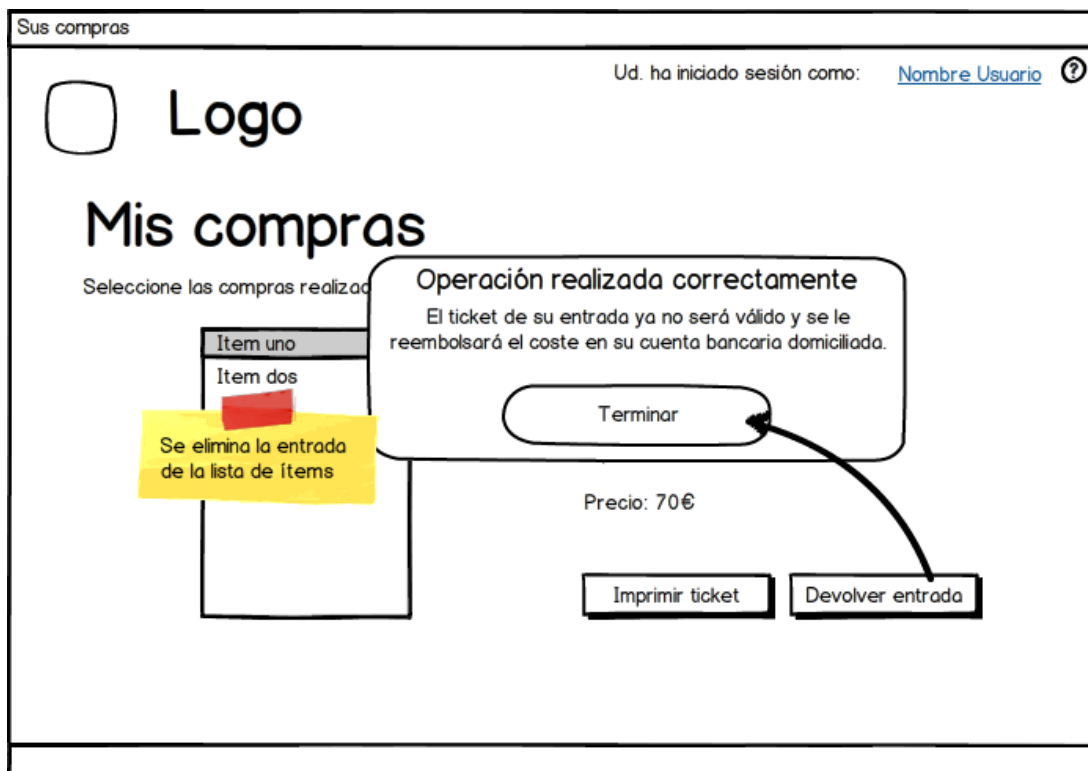 Sus compras
Ud. ha iniciado sesión como: Nombre Usuario ?
Logo
Mis compras
Seleccione las compras realizad
Operación realizada correctamente
El ticket de su entrada ya no será válido y se le
reembolsará el coste en su cuenta bancaria domiciliada.
Terminar
Item uno
Item dos
Se elimina la entrada
de la lista de ítems
Precio: 70€
Imprimir ticket
Devolver entrada